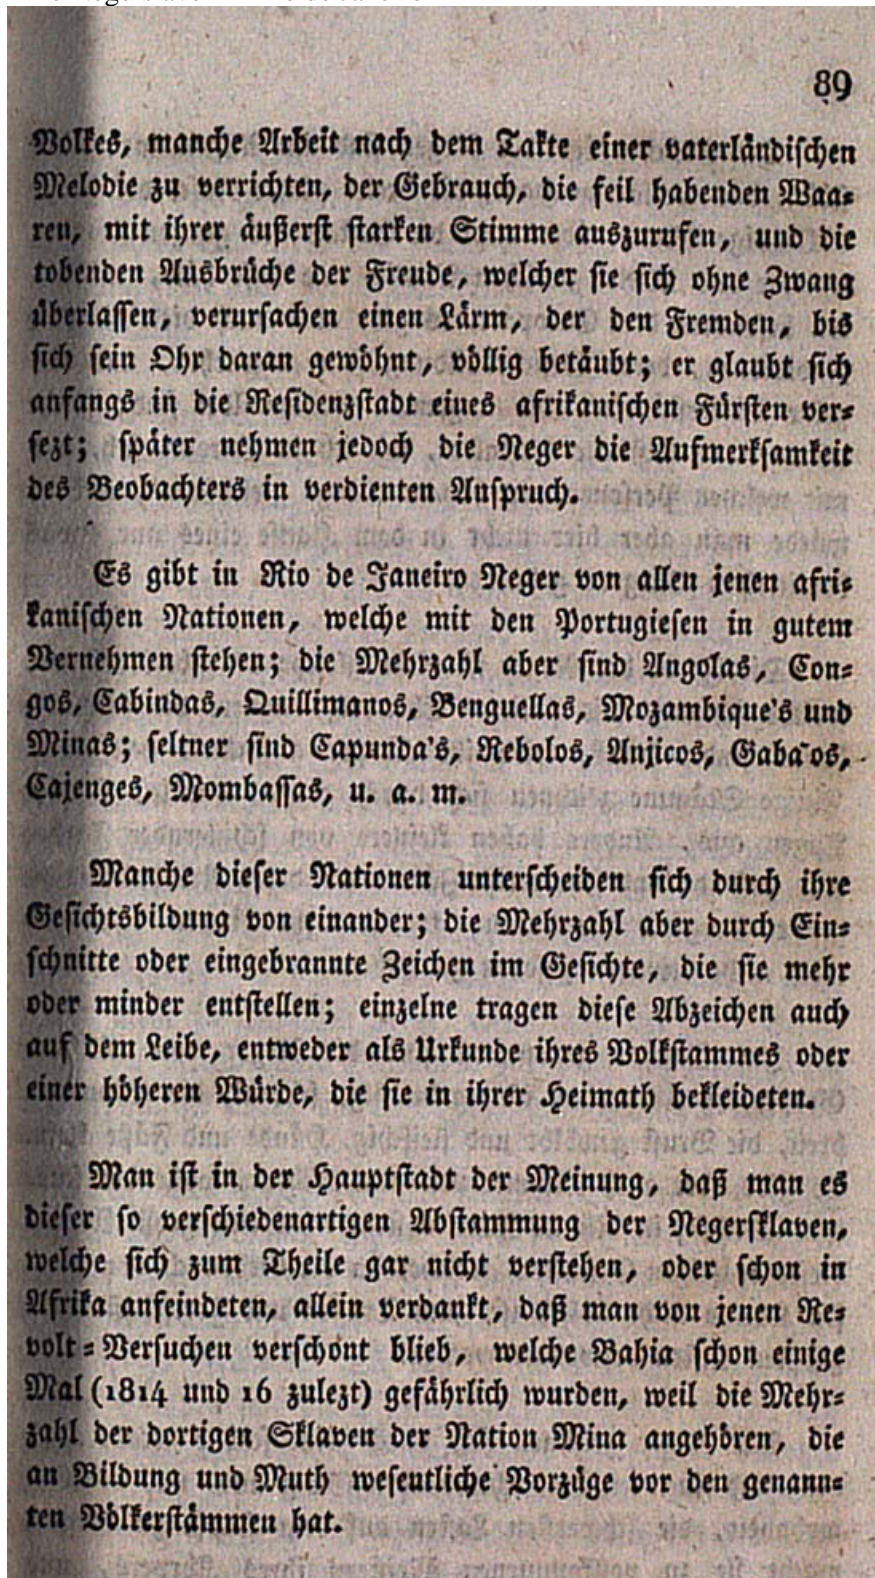 89
Volkes, manche Arbeit nach dem Takte einer vaterländischen
Melodie zu verrichten, der Gebrauch, die feil habenden Waa=
ren, mit ihrer äußerst starken Stimme auszurufen, und die
tobenden Ausbrüche der Freude, welcher sie sich ohne Zwang
überlassen, verursachen einen Lärm, der den Fremden, bis
sich sein Ohr daran gewöhnt, völlig betäubt; er glaubt sich
anfangs in die Residenzstadt eines afrikanischen Fürsten ver=
sezt; später nehmen jedoch die Neger die Aufmerksamkeit
des Beobachters in verdienten Anspruch.
Es gibt in Rio de Janeiro Neger von allen jenen afri=
kanischen Nationen, welche mit den Portugiesen in gutem
Vernehmen stehen; die Mehrzahl aber sind Angolas, Con=
gos, Cabindas, Quillimanos, Benguellas, Mozambique's und
Minas; seltner sind Capunda's, Rebolos, Anjicos,
Cajenges, Mombassas, u. a. m.
Manche dieser Nationen unterscheiden sich durch ihre
Gesichtsbildung von einander; die Mehrzahl aber durch Ein=
schnitte oder eingebrannte Zeichen im Gesichte, die sie mehr
oder minder entstellen; einzelne tragen diese Abzeichen auch
auf dem Leibe, entweder als Urkunde ihres Volkstammes oder
einer höheren Würde, die sie in ihrer Heimath bekleideten.
Man ist in der Hauptstadt der Meinung, daß man es
dieser so verschiedenartigen Abstammung der Negersklaven,
welche sich zum Theile gar nicht verstehen, oder schon in
Afrika anfeindeten, allein verdankt, daß man von jenen Re=
volt=Versuchen verschont blieb, welche Bahia schon einige
Mal (1814 und 16 zulezt) gefährlich wurden, weil die Mehr=
zahl der dortigen Sklaven der Nation Mina angehören, die
an Bildung und Muth weseutliche Vorzüge vor den genann=
ten Völkerstämmen hat.